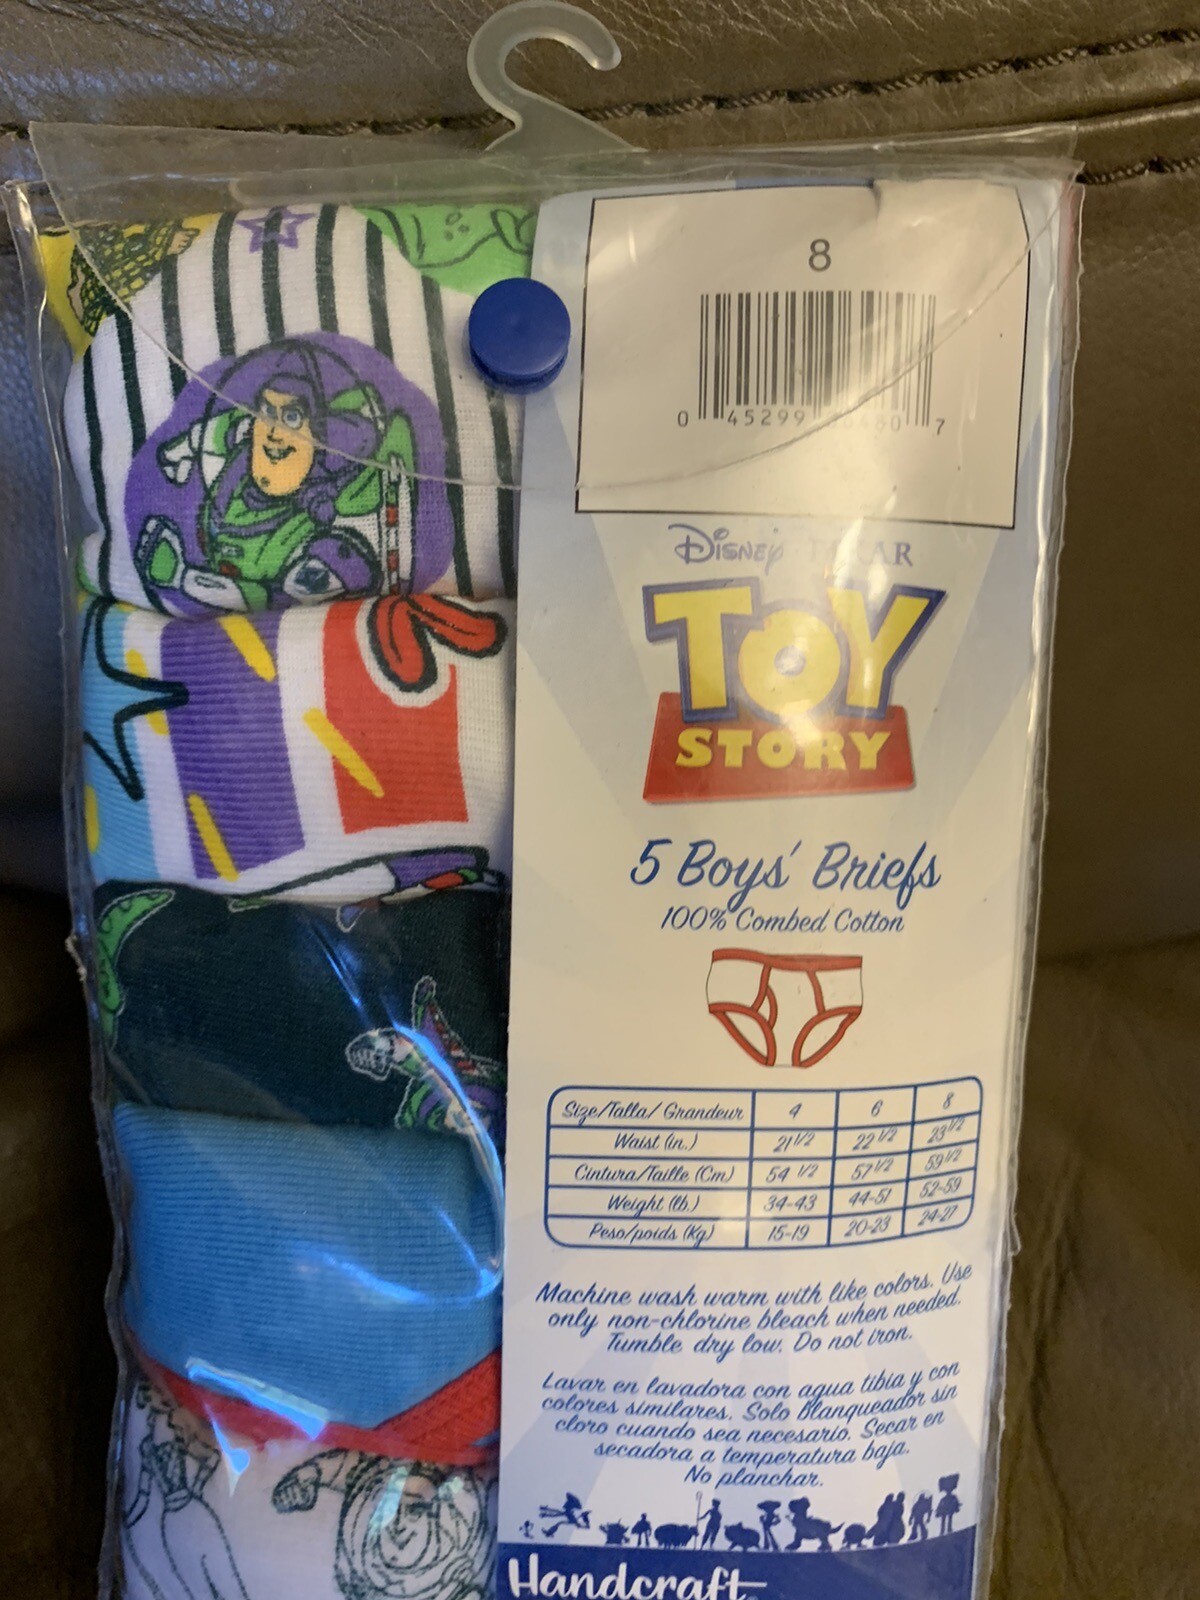 8
0 45299 7
Disney
TOY
STORY
5 Boys' Briefs
100% Combed Cotton
Size/Talla/Grandeur 4 6 8
Waist (in.) 21 1/2 22 1/2 23 1/2
Cintura/Taille (Cm) 54 1/2 57 1/2 59 1/2
Weight (lb.) 34-43 44-51 52-59
Peso/poids (Kg) 15-19 20-23 24-27
Machine wash warm with like colors. Use
only non-chlorine bleach when needed.
Tumble dry low. Do not iron.
Lavar en lavadora con agua tibia y con
colores similares. Solo Blanqueador sin
cloro cuando sea necesario. Secar en
secadora a temperatura baja.
No planchar.
Handcraft